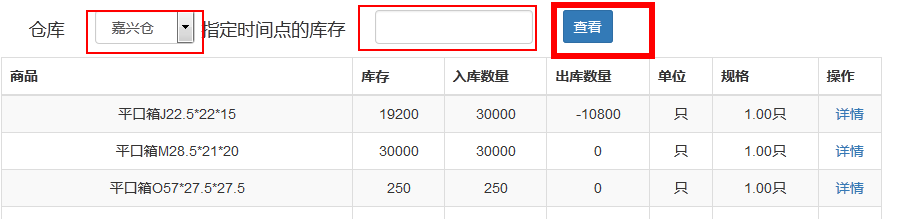 仓库 嘉兴仓 指定时间点的库存 查看
商品 库存 入库数量 出库数量 单位 规格 操作
平口箱J22.5*22*15 19200 30000 -10800 只 1.00只 详情
平口箱M28.5*21*20 30000 30000 0 只 1.00只 详情
平口箱O57*27.5*27.5 250 250 0 只 1.00只 详情